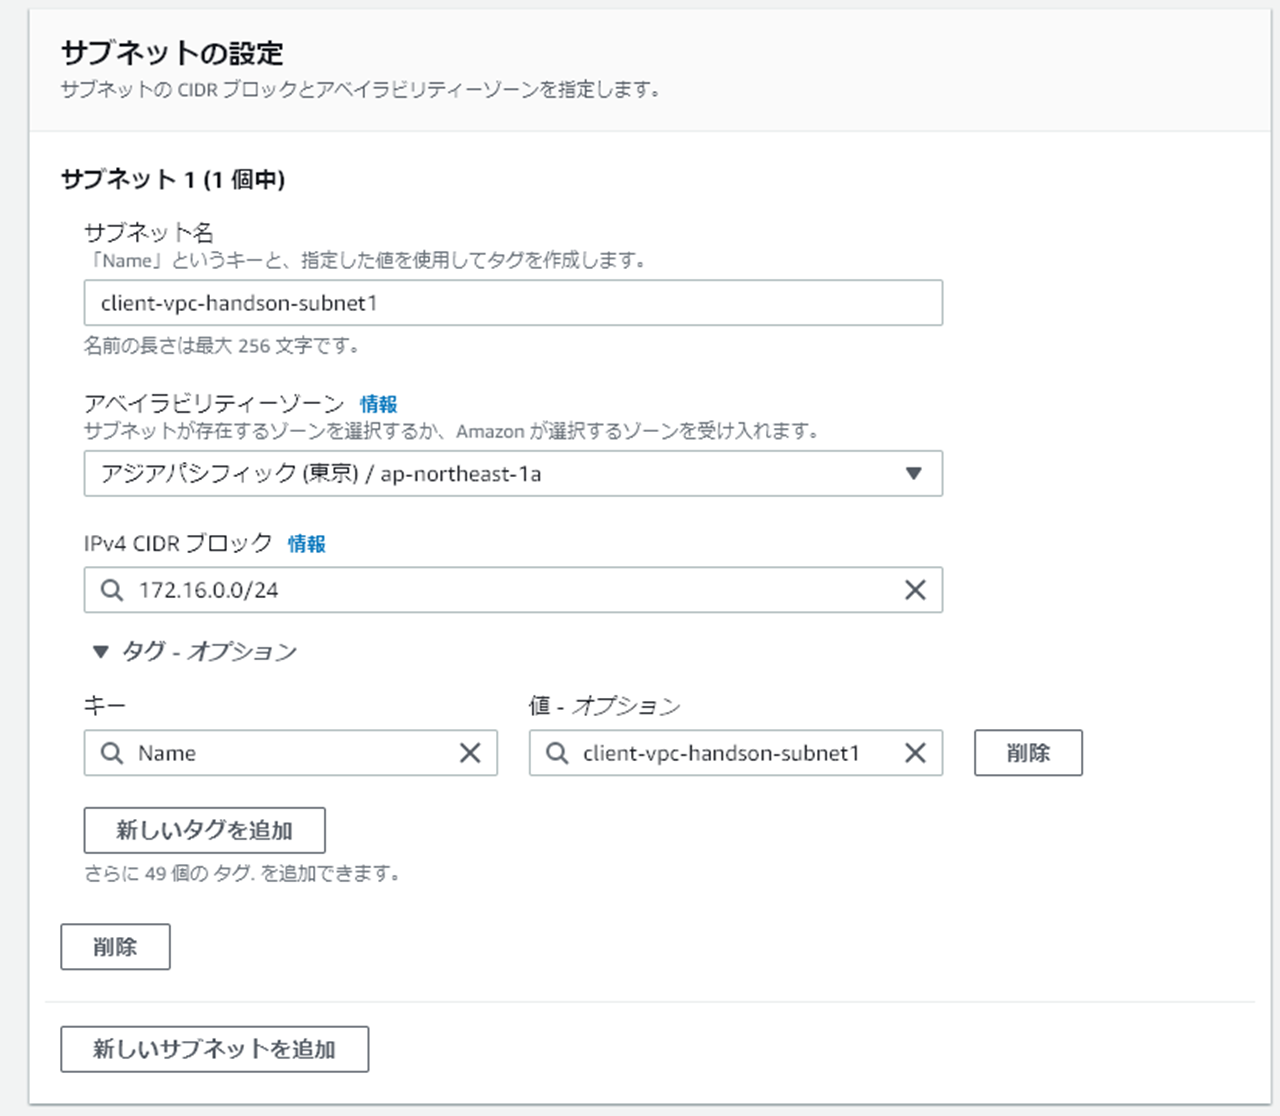 サブネットの設定
サブネットの CIDR ブロックとアベイラビリティーゾーンを指定します。
サブネット 1 (1 個中)
サブネット名
「Name」というキーと、指定した値を使用してタグを作成します。
client-vpc-handson-subnet1
名前の長さは最大 256 文字です。
アベイラビリティーゾーン 情報
サブネットが存在するゾーンを選択するか、Amazon が選択するゾーンを受け入れます。
アジアパシフィック (東京) / ap-northeast-1a
IPv4 CIDR ブロック 情報
172.16.0.0/24
タグ - オプション
キー 値 - オプション
Name client-vpc-handson-subnet1 削除
新しいタグを追加
さらに 49 個の タグ. を追加できます。
削除
新しいサブネットを追加